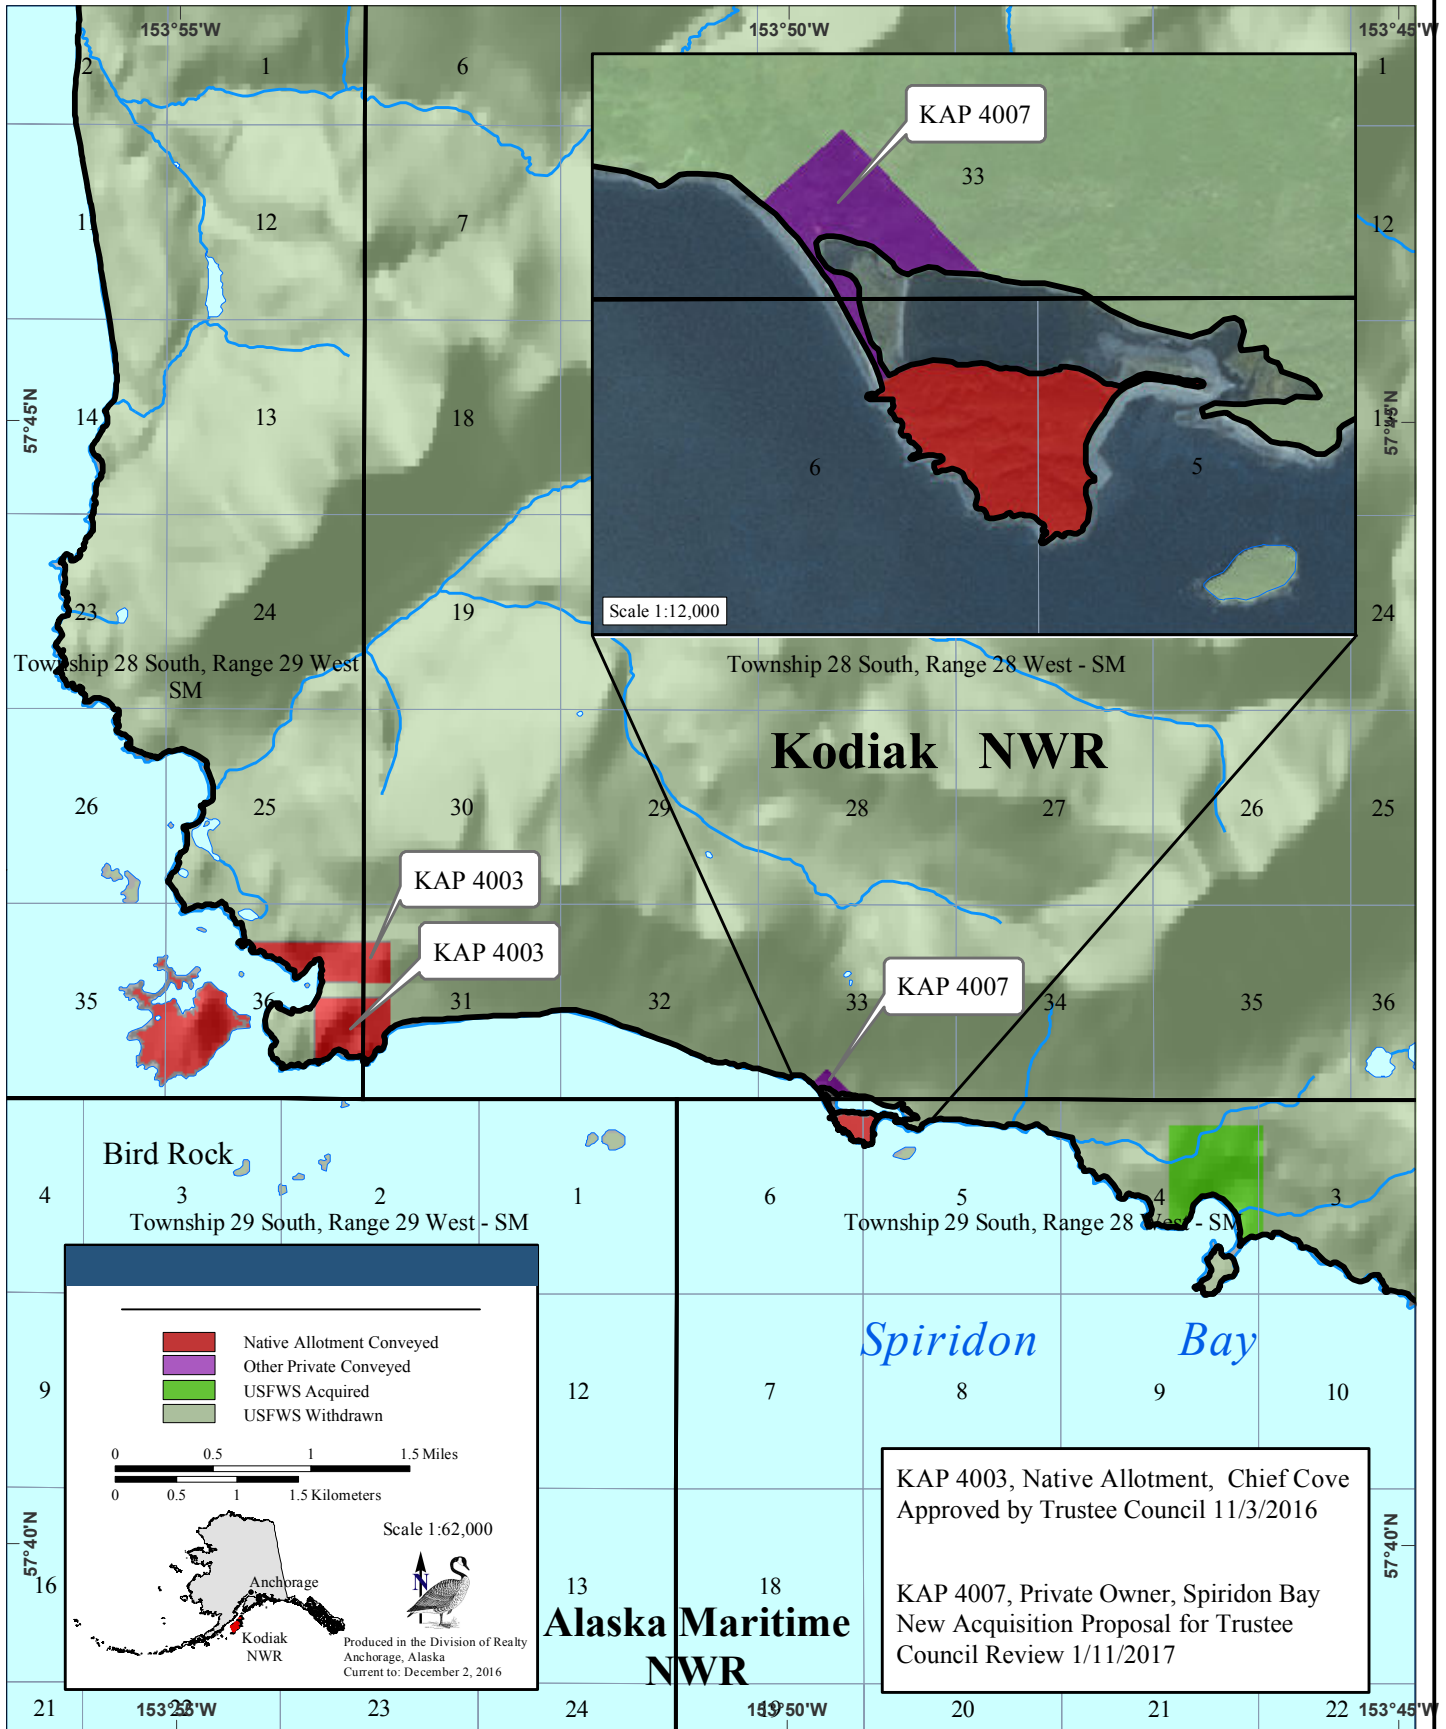 153°55'W
153°50'W
153°45'W
2
1
6
1
KAP 4007
33
12
7
12
57°45'N
14
13
18
6
5
57°45'N
Scale 1:12,000
23
24
19
24
Township 28 South, Range 29 West
SM
Township 28 South, Range 28 West - SM
Kodiak NWR
26
25
30
29
28
27
26
25
KAP 4003
KAP 4003
KAP 4007
35
36
31
32
33
34
35
36
Bird Rock
4
3
2
1
6
5
4
3
Township 29 South, Range 29 West - SM
Township 29 South, Range 28 West - SM
Spiridon Bay
Native Allotment Conveyed
Other Private Conveyed
USFWS Acquired
USFWS Withdrawn
9
12
7
8
9
10
0 0.5 1 1.5 Miles
0 0.5 1 1.5 Kilometers
Scale 1:62,000
N
Anchorage
Kodiak
NWR
Produced in the Division of Realty
Anchorage, Alaska
Current to: December 2, 2016
KAP 4003, Native Allotment, Chief Cove
Approved by Trustee Council 11/3/2016
KAP 4007, Private Owner, Spiridon Bay
New Acquisition Proposal for Trustee
Council Review 1/11/2017
57°40'N
57°40'N
16
13
18
Alaska Maritime
NWR
21
22
23
24
19
20
21
22
153°55'W
153°50'W
153°45'W